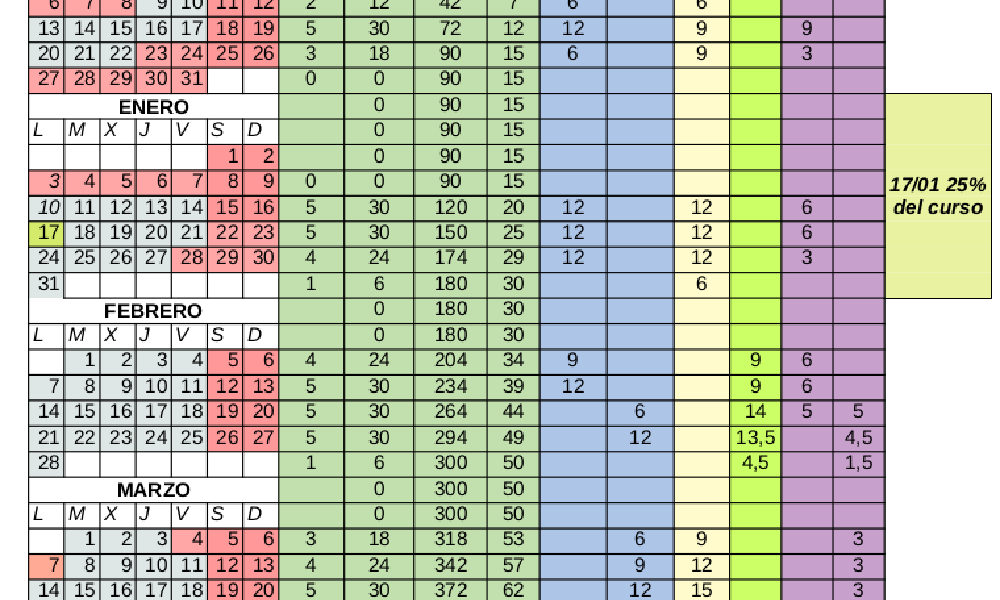 6 7 8 9 10 11 12 2 12 42 7 6 6
13 14 15 16 17 18 19 5 30 72 12 12 9 9
20 21 22 23 24 25 26 3 18 90 15 6 9 3
27 28 29 30 31 0 0 90 15
ENERO 0 90 15
L M X J V S D 0 90 15
1 2 0 90 15
3 4 5 6 7 8 9 0 0 90 15
10 11 12 13 14 15 16 5 30 120 20 12 12 6
17 18 19 20 21 22 23 5 30 150 25 12 12 6
24 25 26 27 28 29 30 4 24 174 29 12 12 3
31 1 6 180 30 6
17/01 25%
del curso
FEBRERO 0 180 30
L M X J V S D 0 180 30
1 2 3 4 5 6 4 24 204 34 9 9 6
7 8 9 10 11 12 13 5 30 234 39 12 9 6
14 15 16 17 18 19 20 5 30 264 44 6 14 5 5
21 22 23 24 25 26 27 5 30 294 49 12 13,5 4,5
28 1 6 300 50 4,5 1,5
MARZO 0 300 50
L M X J V S D 0 300 50
1 2 3 4 5 6 3 18 318 53 6 9 3
7 8 9 10 11 12 13 4 24 342 57 9 12 3
14 15 16 17 18 19 20 5 30 372 62 12 15 3